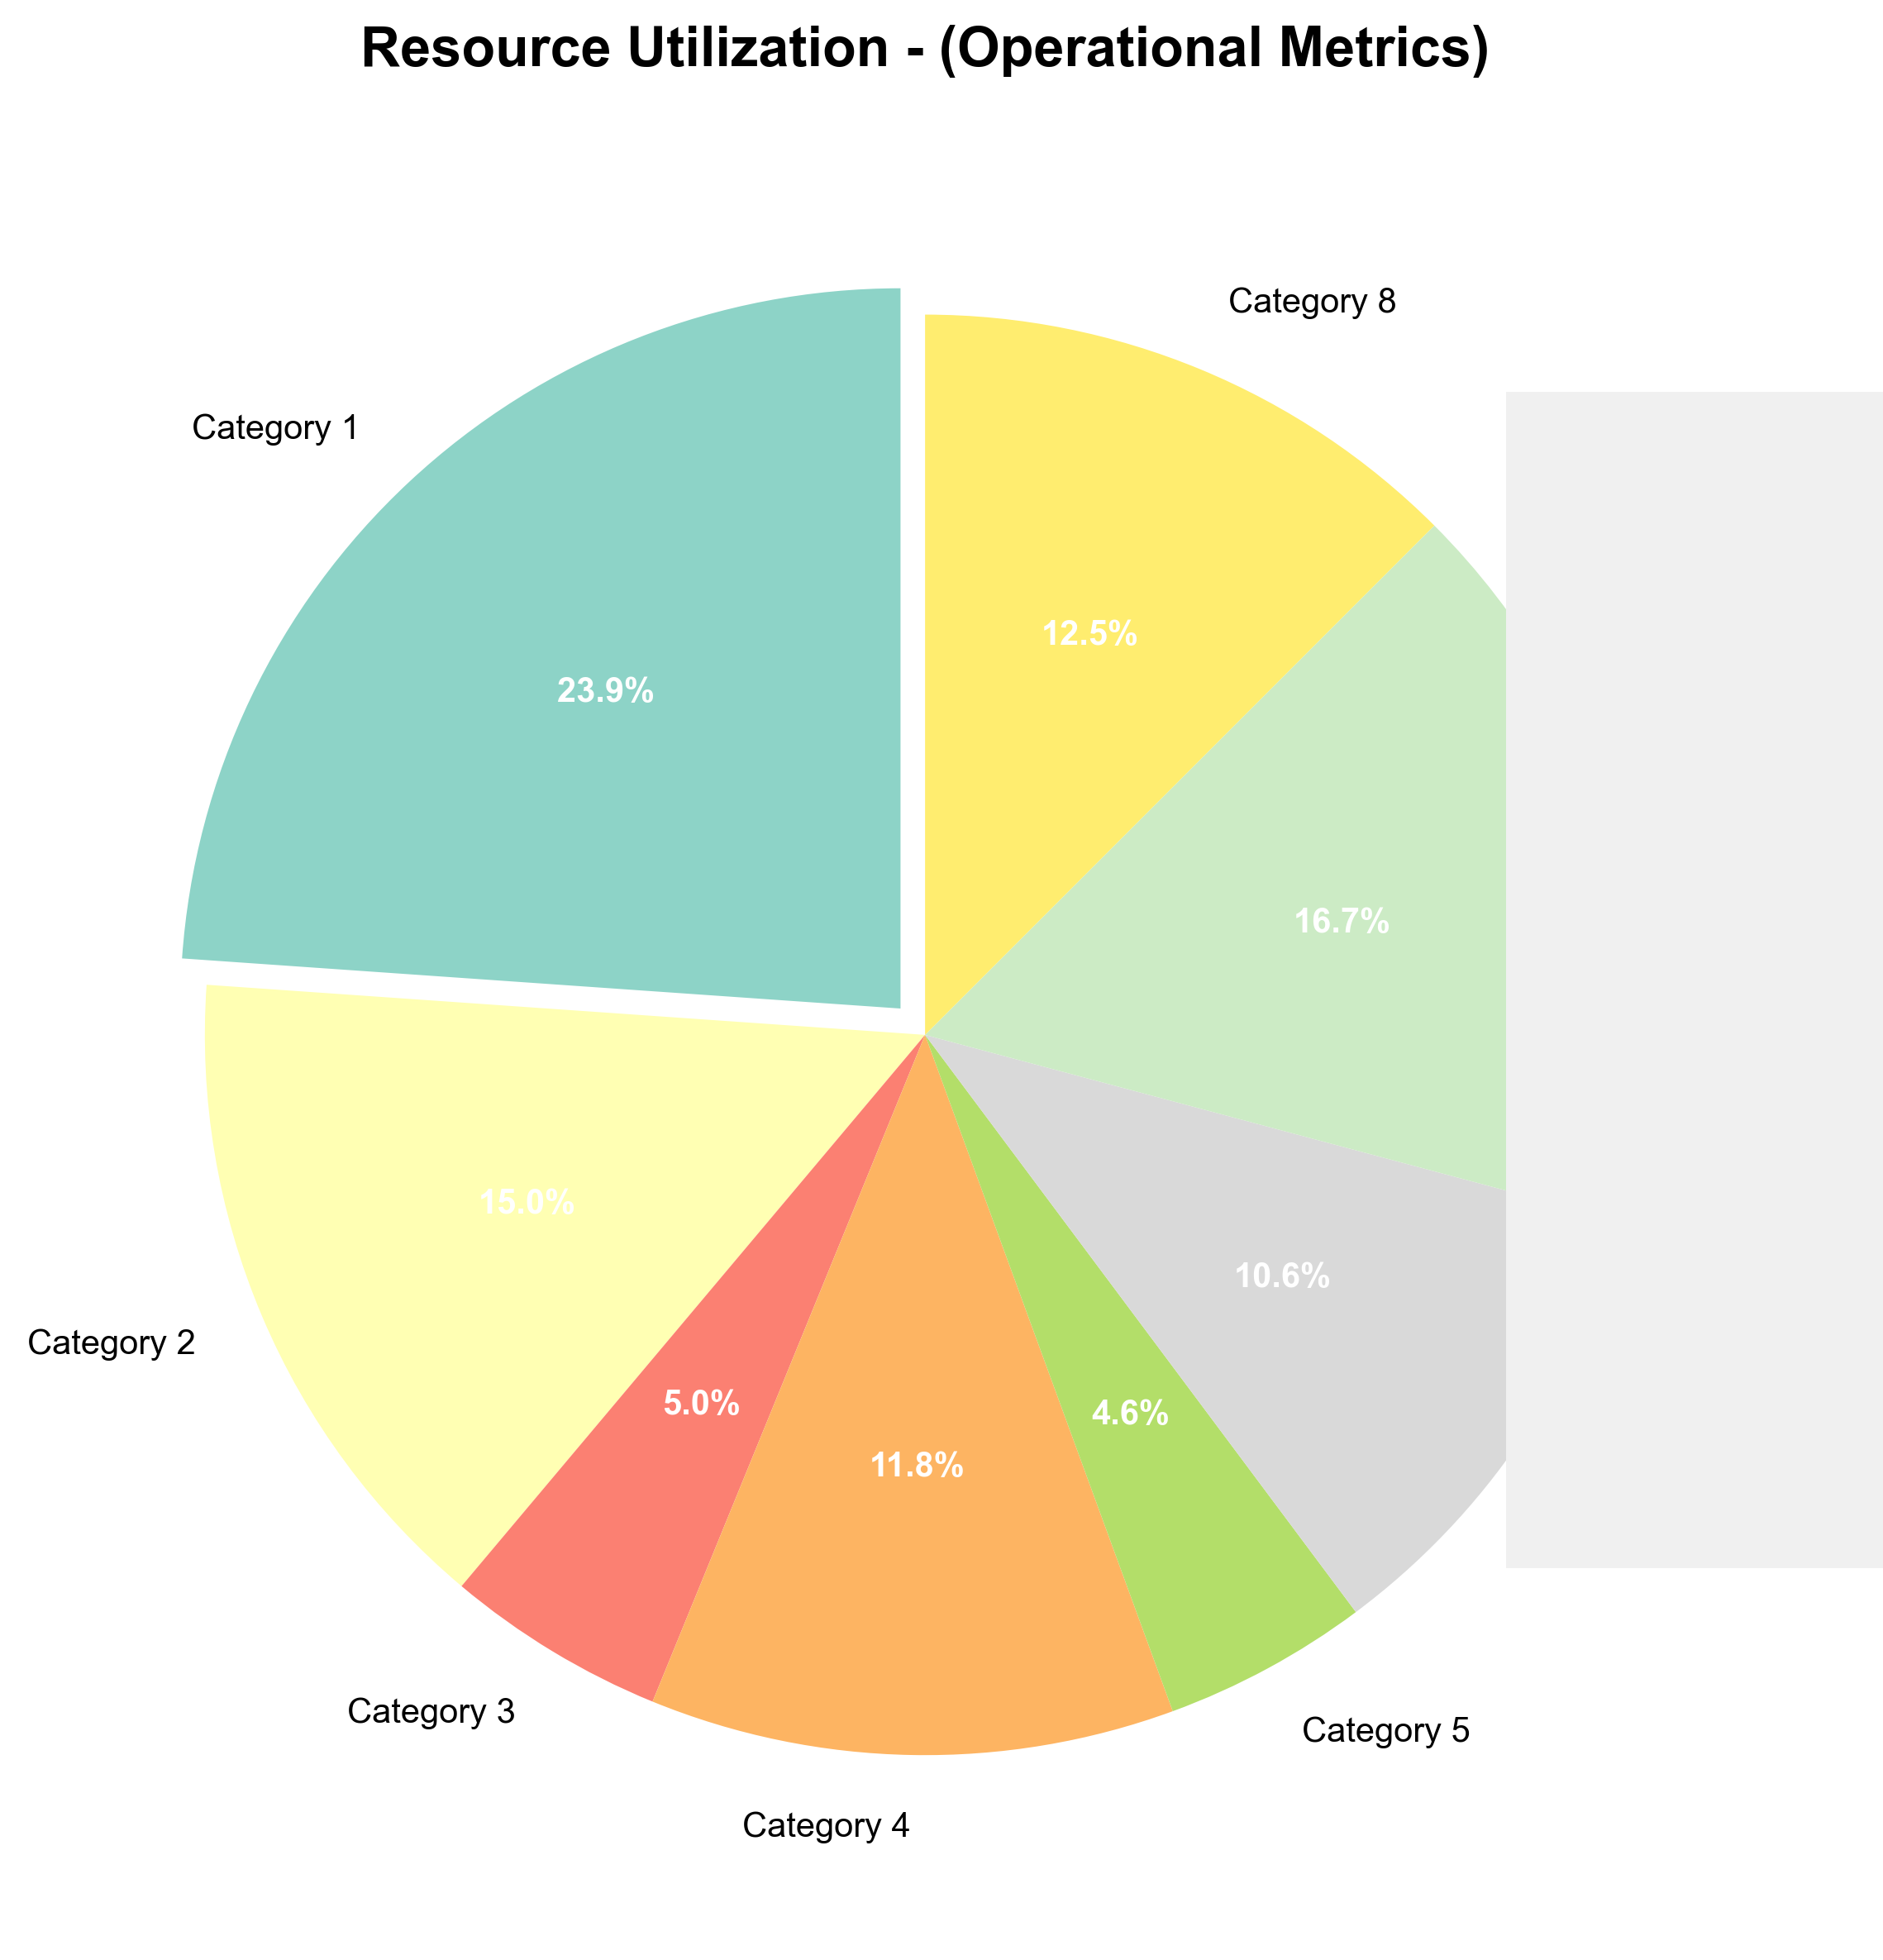 Resource Utilization - (Operational Metrics)
Category 8
Category 1
12.5%
23.9%
16.7%
15.0%
10.6%
Category 2
5.0%
4.6%
11.8%
Category 3
Category 5
Category 4